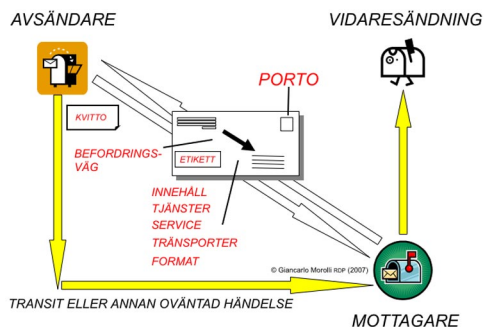 AVSÄNDARE
VIDARESÄNDNING
PORTO
KVITTO
BEFORDRINGS-
VÄG
ETIKETT
INNEHÅLL
TJÄNSTER
SERVICE
TRÄNSPORTER
FORMAT
© Giancarlo Morolli RDP (2007)
TRANSIT ELLER ANNAN OVÄNTAD HÄNDELSE
MOTTAGARE